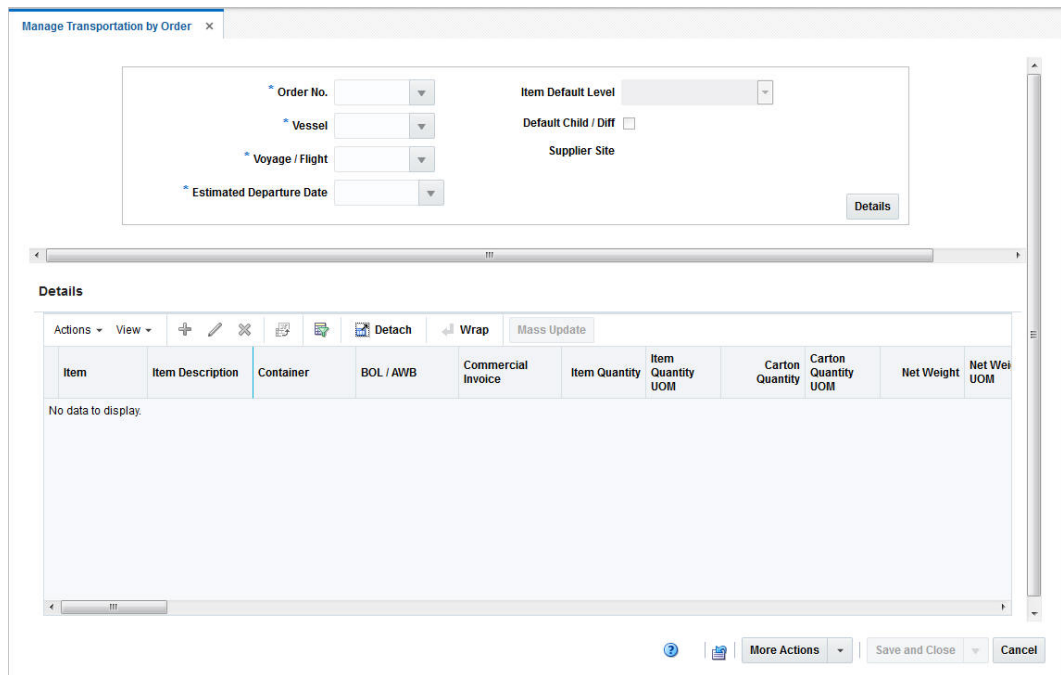 Manage Transportation by Order ×
* Order No.
Item Default Level
* Vessel
Default Child / Diff
* Voyage / Flight
Supplier Site
* Estimated Departure Date
Details
Details
Actions View Detach Wrap Mass Update
Item Item Description Container BOL / AWB Commercial Invoice Item Quantity Item Quantity UOM Carton Quantity Carton Quantity UOM Net Weight Net Wei UOM
No data to display.
? More Actions Save and Close Cancel